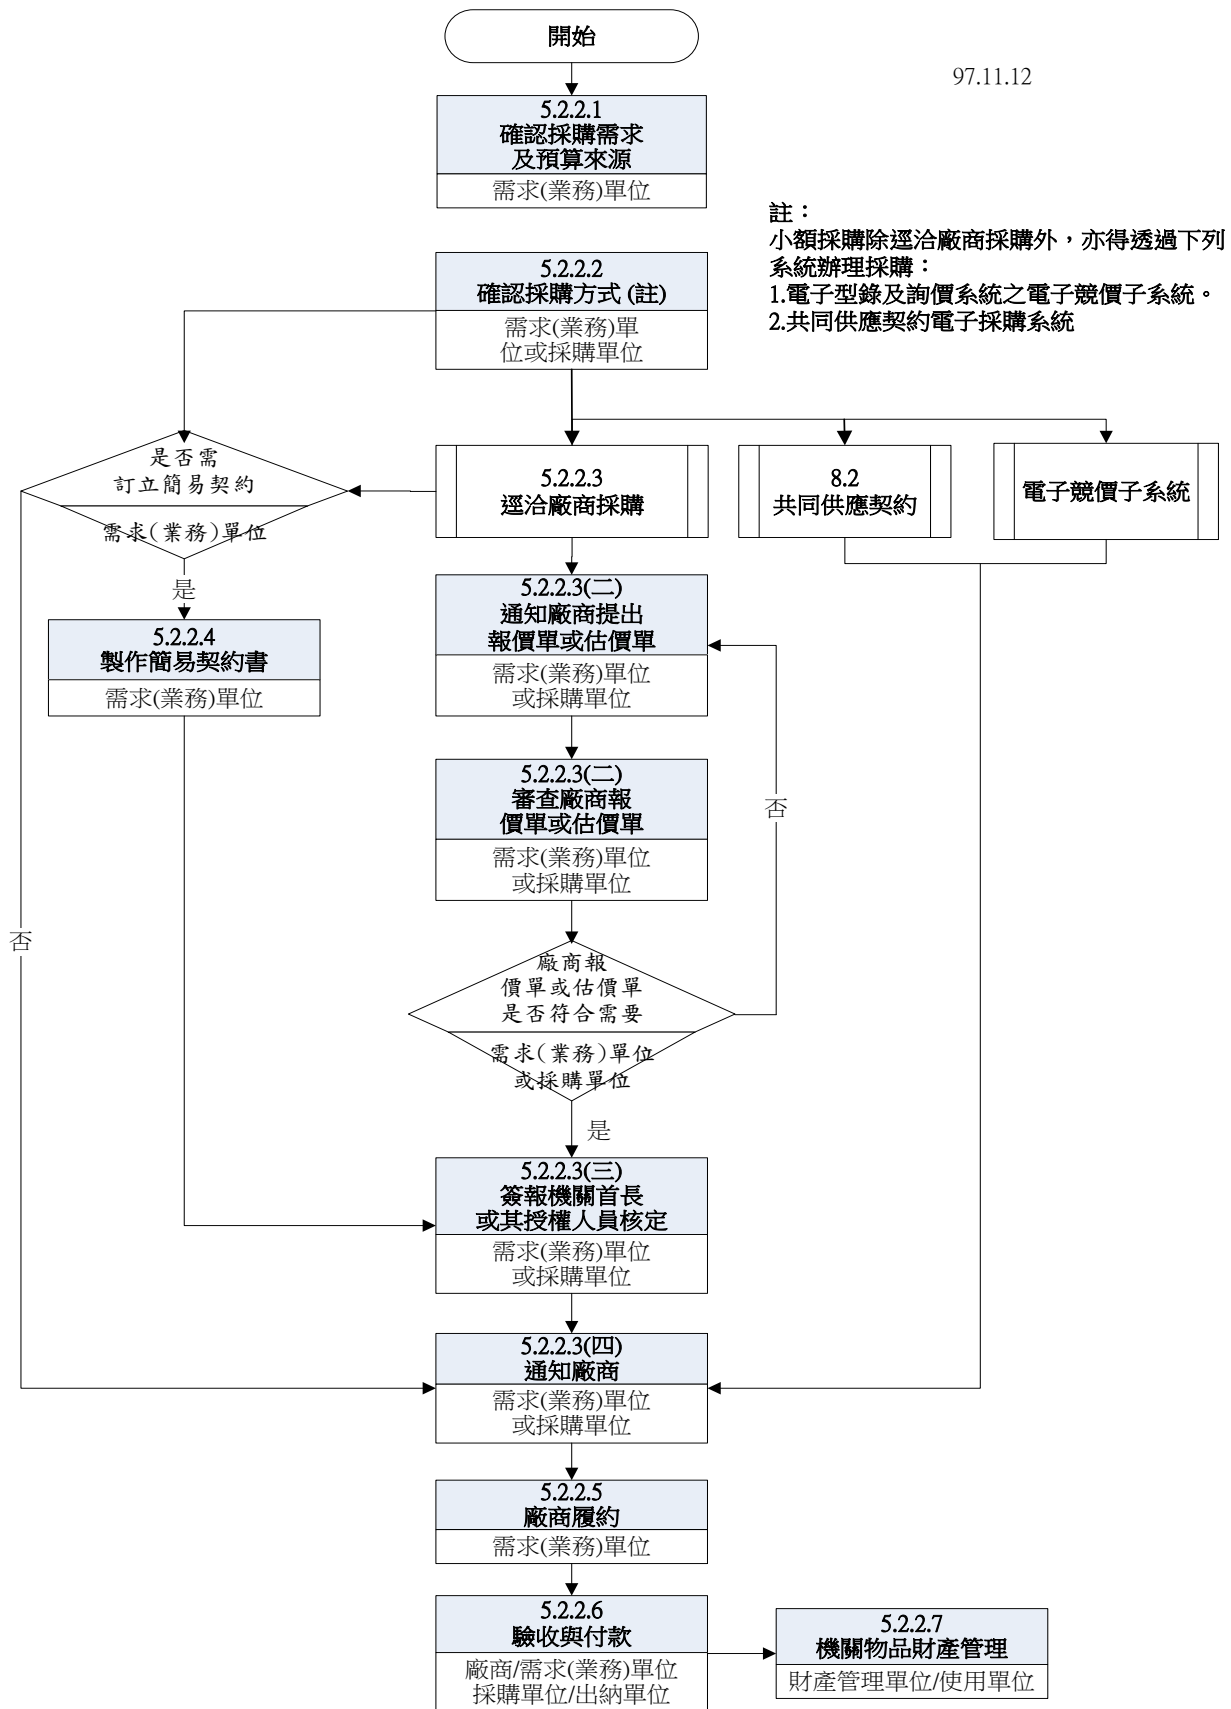 開始
97.11.12
5.2.2.1
確認採購需求
及預算來源
需求(業務)單位
註：
小額採購除逕洽廠商採購外，亦得透過下列
系統辦理採購：
1.電子型錄及詢價系統之電子競價子系統。
2.共同供應契約電子採購系統
5.2.2.2
確認採購方式 (註)
需求(業務)單
位或採購單位
是否需
訂立簡易契約
需求(業務)單位
5.2.2.3
逕洽廠商採購
8.2
共同供應契約
電子競價子系統
是
5.2.2.4
製作簡易契約書
需求(業務)單位
5.2.2.3(二)
通知廠商提出
報價單或估價單
需求(業務)單位
或採購單位
5.2.2.3(二)
審查廠商報
價單或估價單
需求(業務)單位
或採購單位
否
否
廠商報
價單或估價單
是否符合需要
需求(業務)單位
或採購單位
是
5.2.2.3(三)
簽報機關首長
或其授權人員核定
需求(業務)單位
或採購單位
5.2.2.3(四)
通知廠商
需求(業務)單位
或採購單位
5.2.2.5
廠商履約
需求(業務)單位
5.2.2.6
驗收與付款
廠商/需求(業務)單位
採購單位/出納單位
5.2.2.7
機關物品財產管理
財產管理單位/使用單位